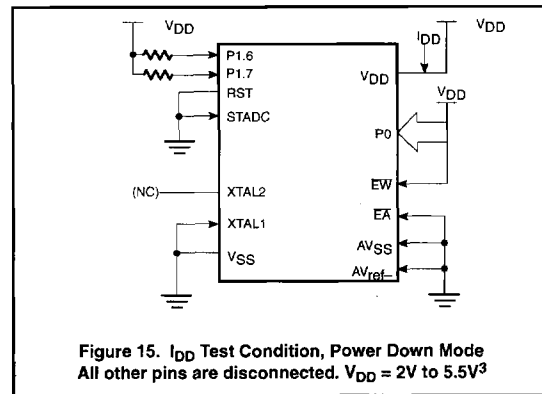 VDD
VDD
VDD
IDD
P1.6
P1.7
RST
STADC
VDD
P0
EW
(NC)
XTAL2
XTAL1
VSS
EA
AVSS
AVref–
VDD
Figure 15. IDD Test Condition, Power Down Mode
All other pins are disconnected. VDD = 2V to 5.5V³